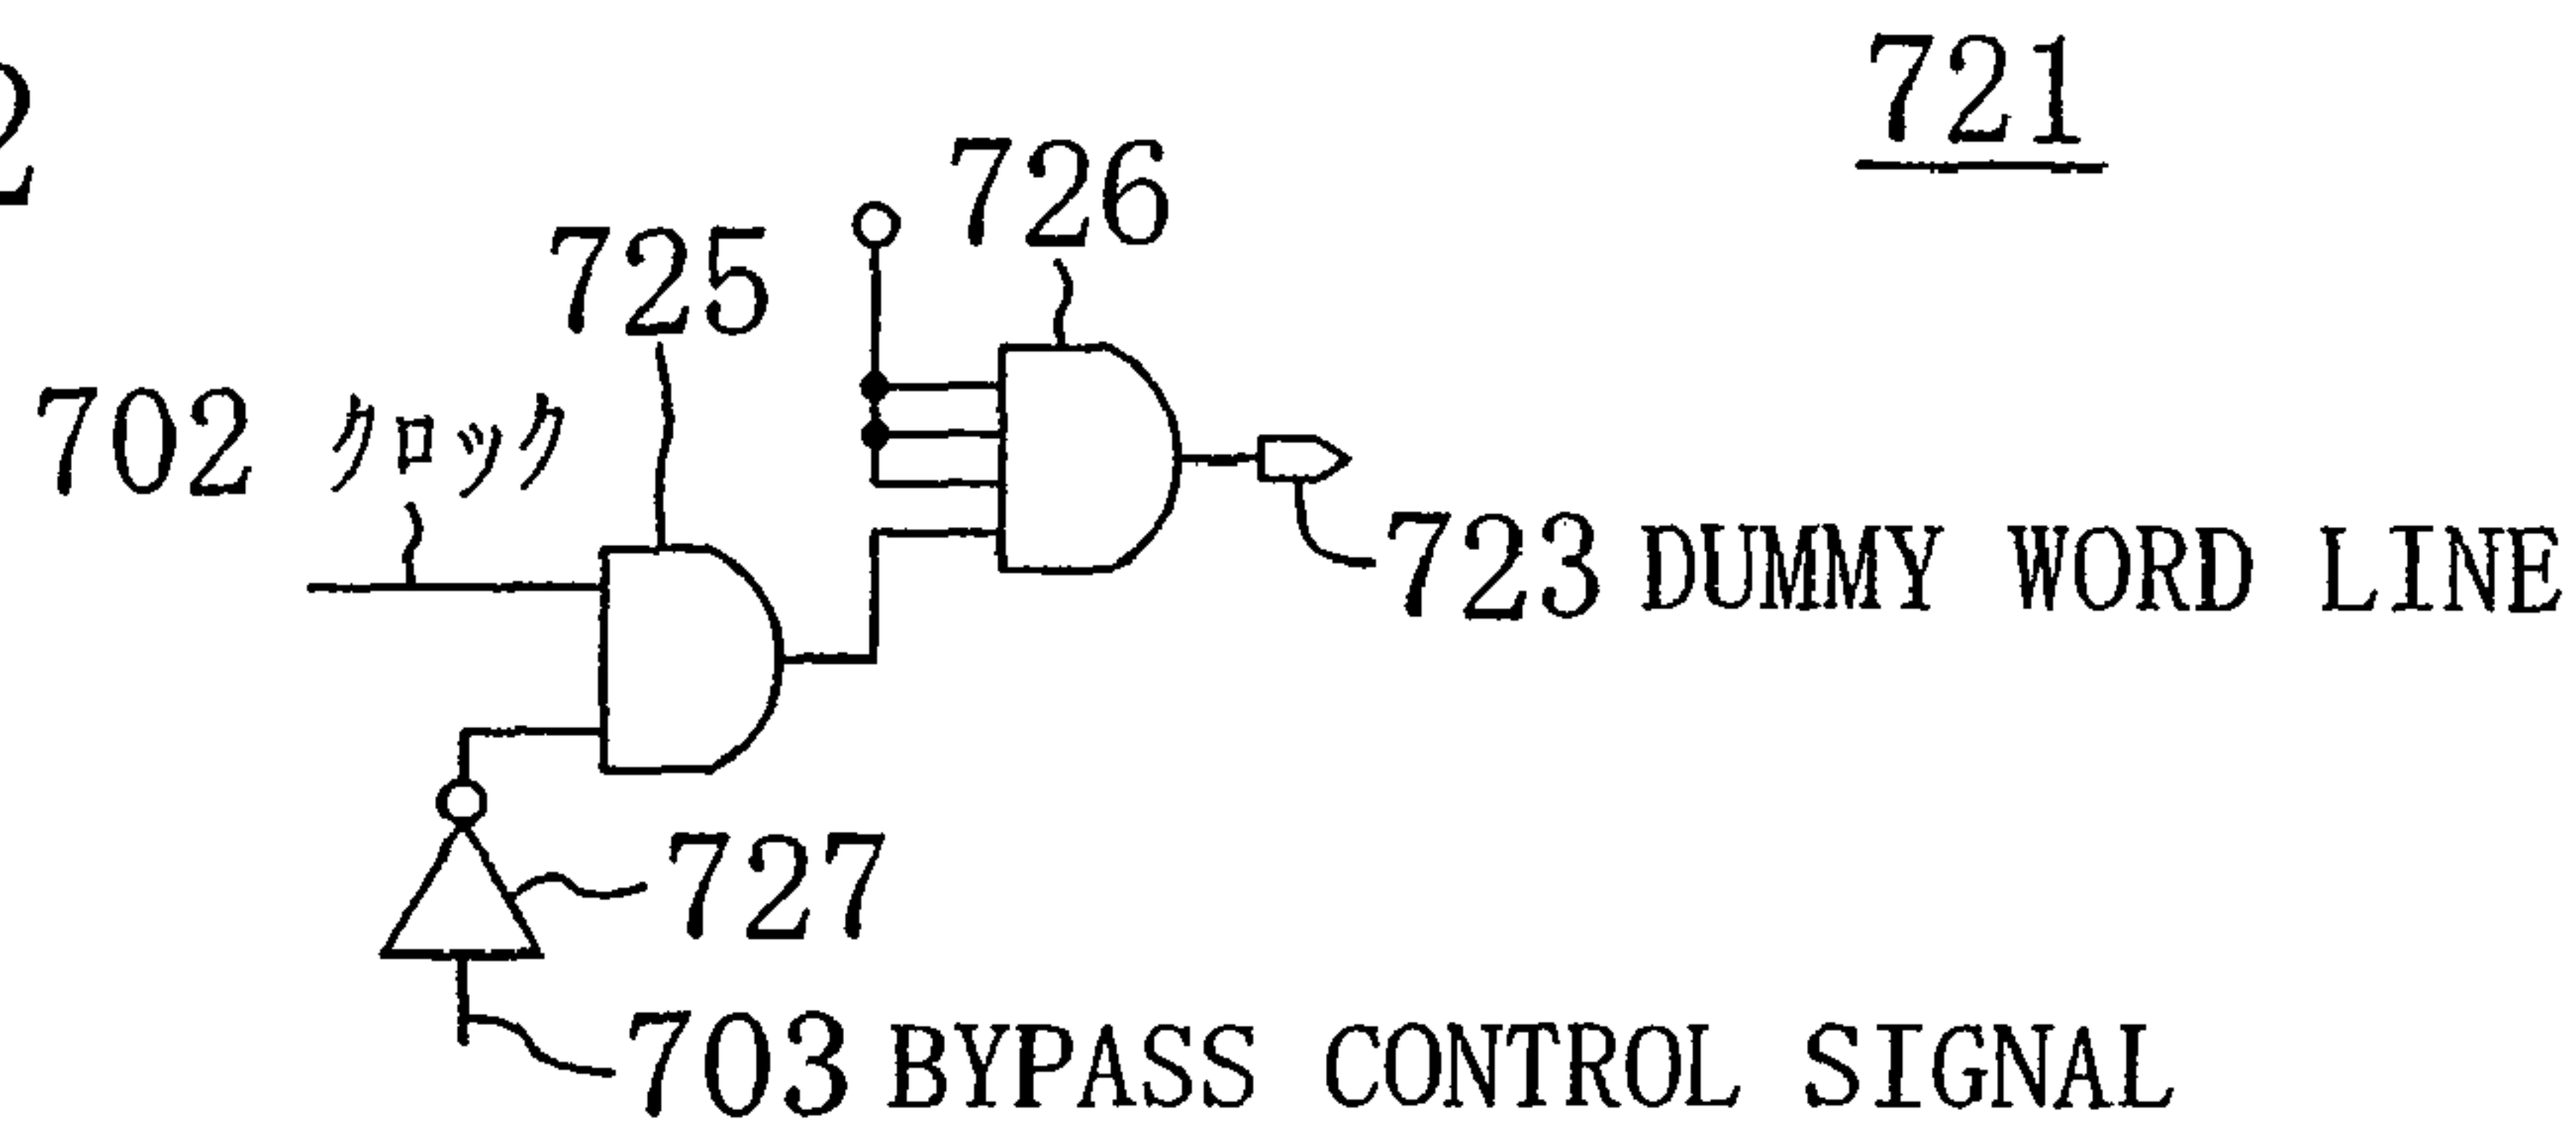 2
721
726
725
702 クロック
723 DUMMY WORD LINE
727
703 BYPASS CONTROL SIGNAL